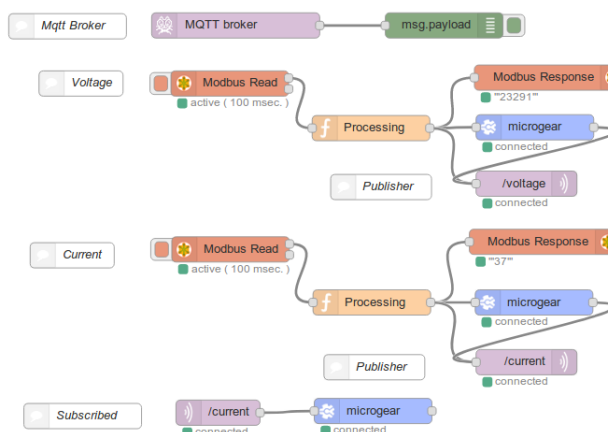 Mqtt Broker
MQTT broker
msg.payload
Voltage
Modbus Read
active ( 100 msec. )
Modbus Response
"'23291'"
Processing
microgear
connected
Publisher
/voltage
connected
Current
Modbus Read
active ( 100 msec. )
Modbus Response
"'37'"
Processing
microgear
connected
Publisher
/current
connected
Subscribed
/current
connected
microgear
connected